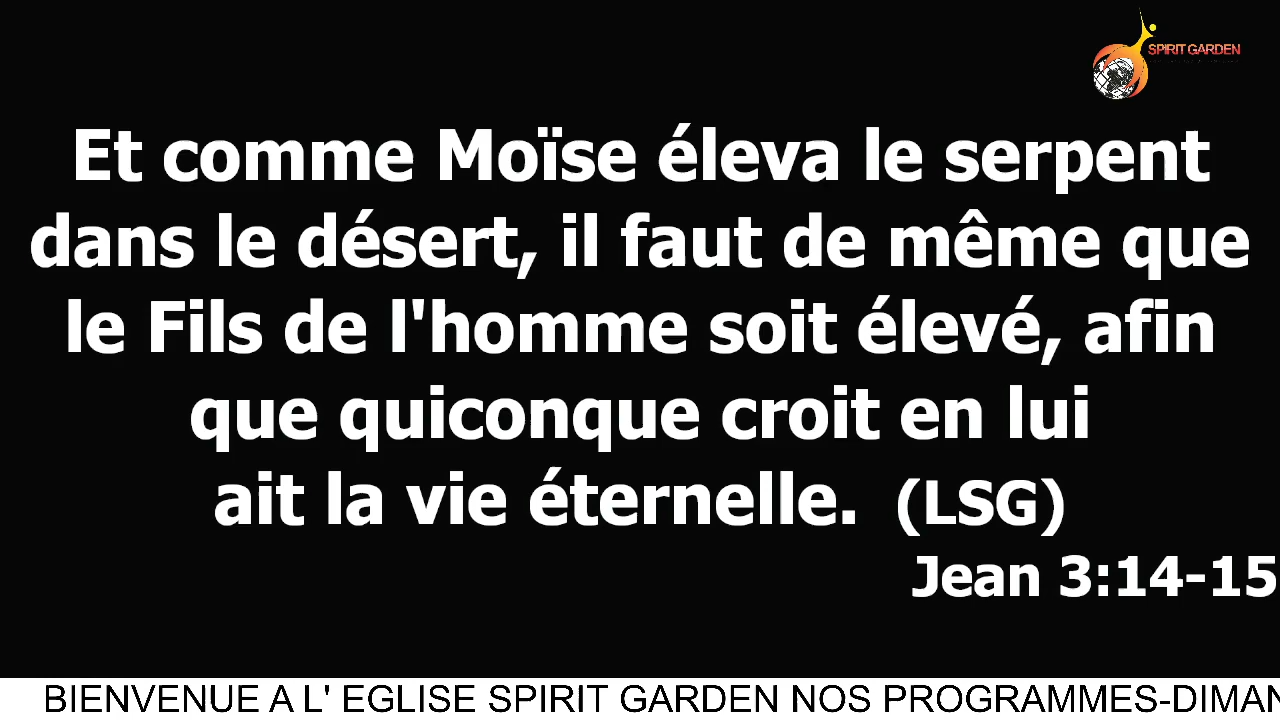 SPIRIT GARDEN
Et comme Moïse éleva le serpent
dans le désert, il faut de même que
le Fils de l'homme soit élevé, afin
que quiconque croit en lui
ait la vie éternelle. (LSG)
Jean 3:14-15
BIENVENUE A L' EGLISE SPIRIT GARDEN NOS PROGRAMMES-DIMAN